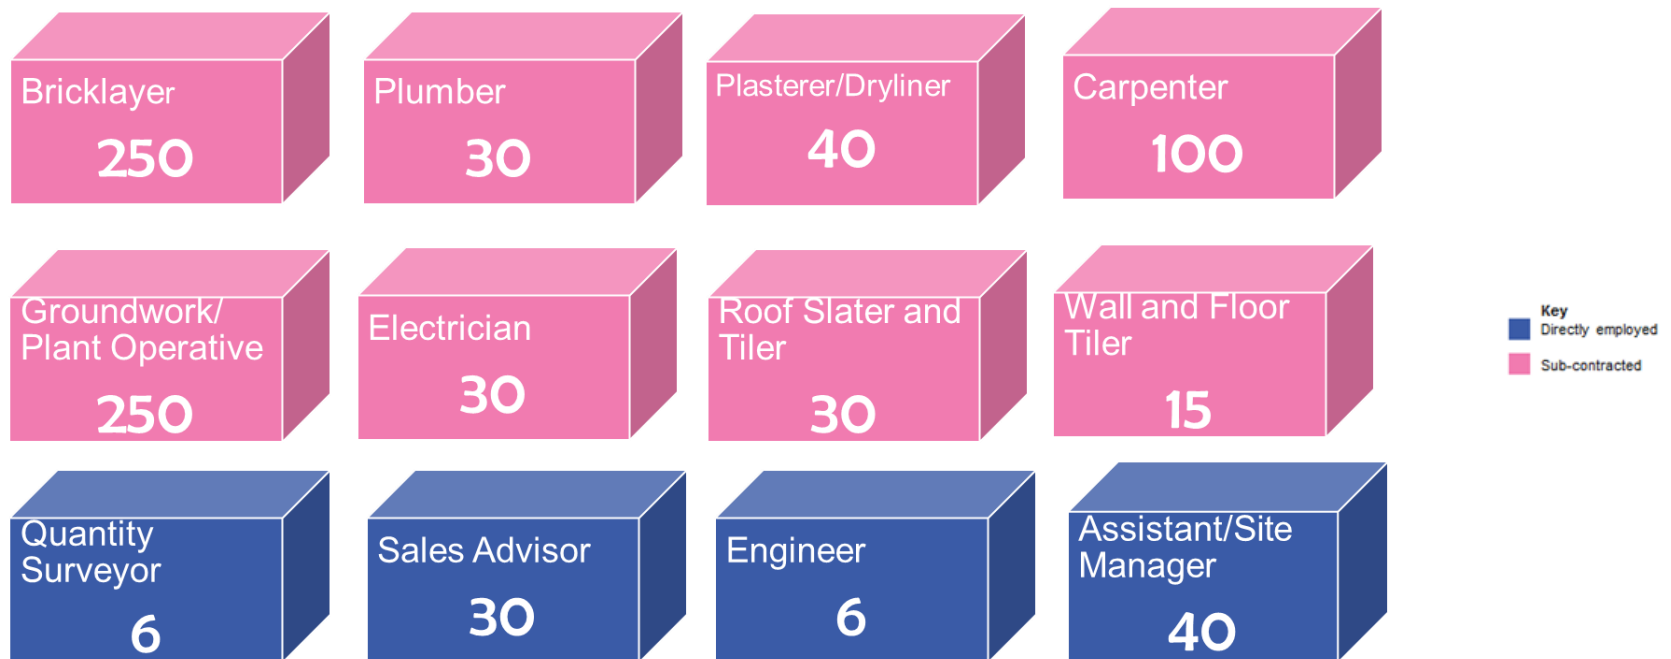 Bricklayer
250
Plumber
30
Plasterer/Dryliner
40
Carpenter
100
Groundwork/
Plant Operative
250
Electrician
30
Roof Slater and
Tiler
30
Wall and Floor
Tiler
15
Key
Directly employed
Sub-contracted
Quantity
Surveyor
6
Sales Advisor
30
Engineer
6
Assistant/Site
Manager
40